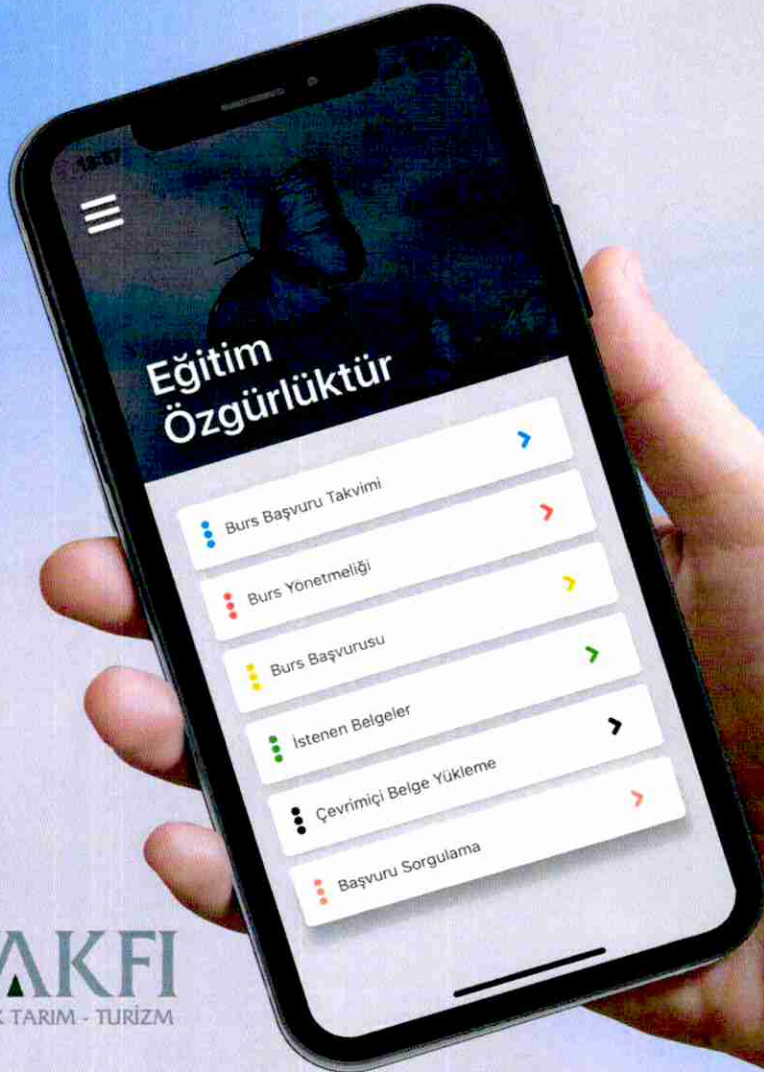 Eğitim
Özgürlüktür
Burs Başvuru Takvimi
Burs Yönetmeliği
Burs Başvurusu
İstenen Belgeler
Çevrimiçi Belge Yükleme
Başvuru Sorgulama
AKFI
TARIM - TURİZM